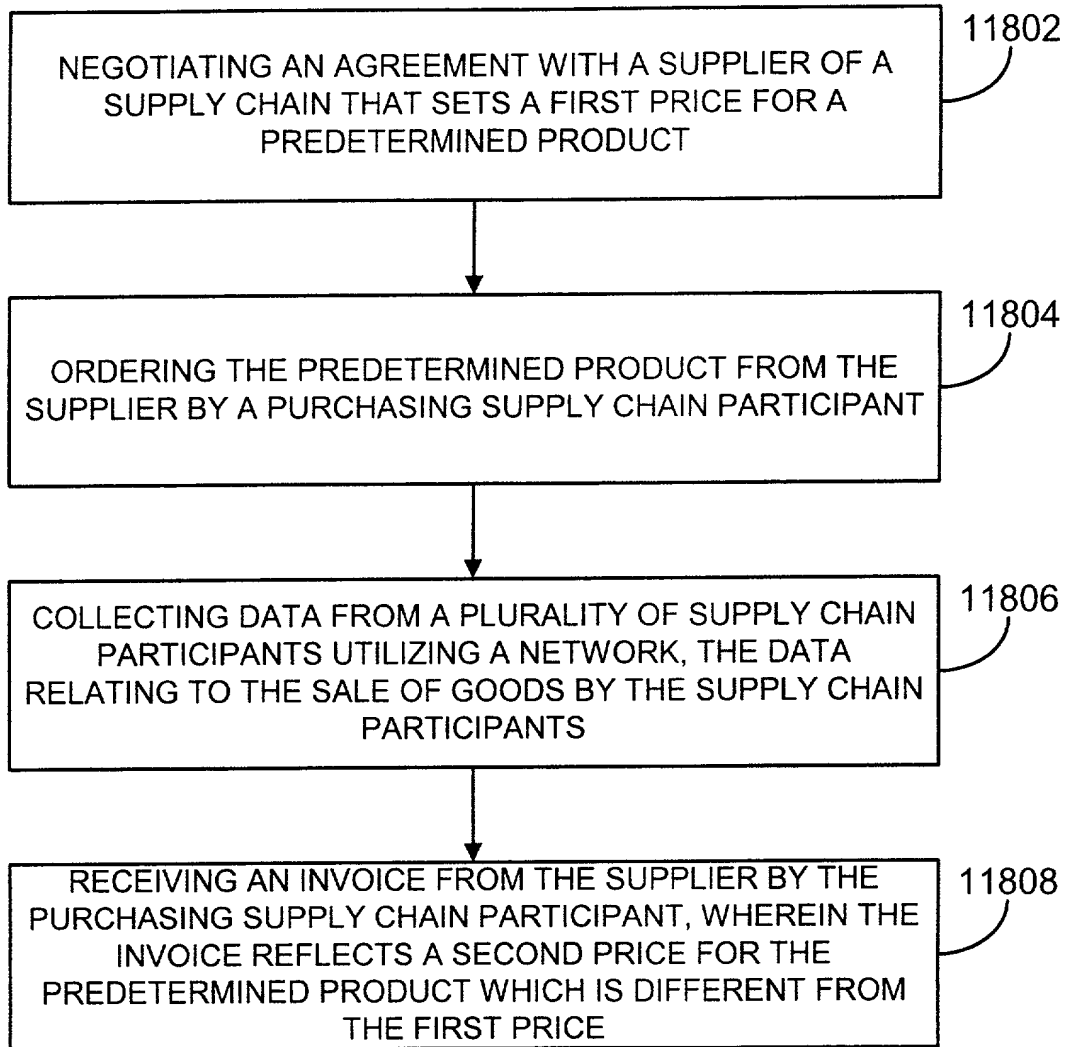 11802
NEGOTIATING AN AGREEMENT WITH A SUPPLIER OF A
SUPPLY CHAIN THAT SETS A FIRST PRICE FOR A
PREDETERMINED PRODUCT
11804
ORDERING THE PREDETERMINED PRODUCT FROM THE
SUPPLIER BY A PURCHASING SUPPLY CHAIN PARTICIPANT
11806
COLLECTING DATA FROM A PLURALITY OF SUPPLY CHAIN
PARTICIPANTS UTILIZING A NETWORK, THE DATA
RELATING TO THE SALE OF GOODS BY THE SUPPLY CHAIN
PARTICIPANTS
11808
RECEIVING AN INVOICE FROM THE SUPPLIER BY THE
PURCHASING SUPPLY CHAIN PARTICIPANT, WHEREIN THE
INVOICE REFLECTS A SECOND PRICE FOR THE
PREDETERMINED PRODUCT WHICH IS DIFFERENT FROM
THE FIRST PRICE